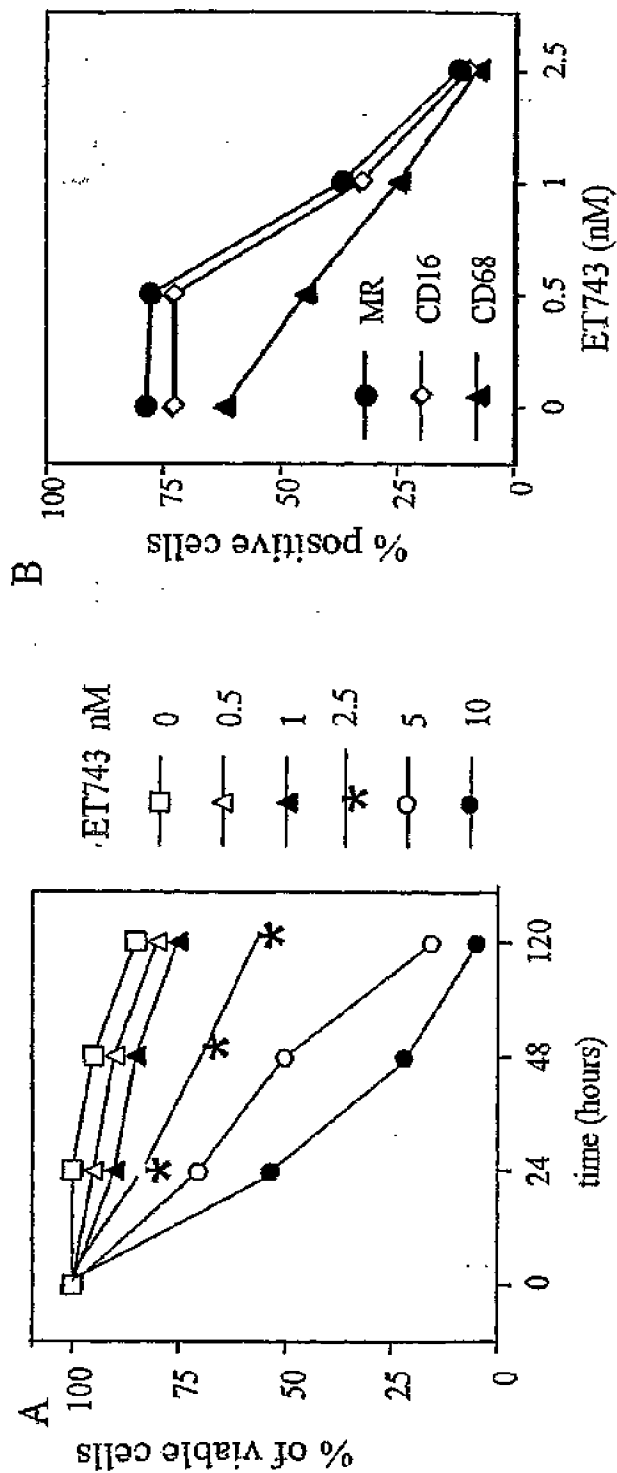 A
% of viable cells
100
75
50
25
0
0 24 48 120
time (hours)
ET743 nM
0
0.5
1
2.5
5
10
B
% positive cells
100
75
50
25
0
MR
CD16
CD68
0 0.5 1 2.5
ET743 (nM)